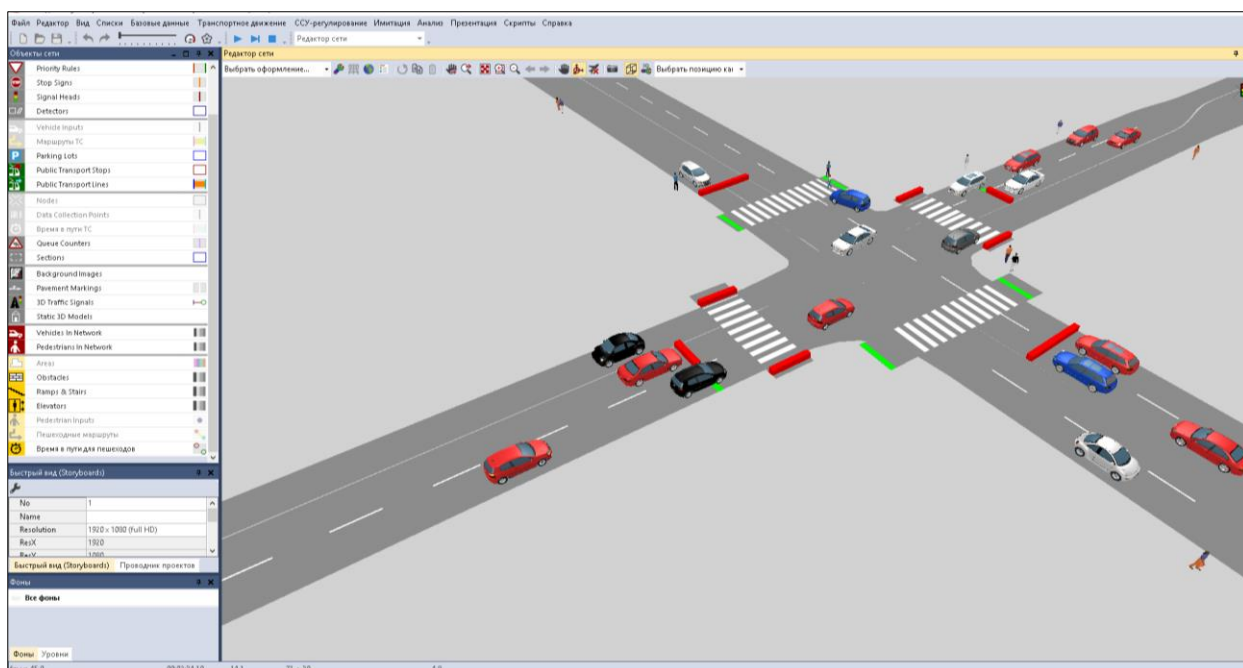 Файл Редактор Вид Списки Базовые данные Транспортное движение ССУ-регулирование Имитация Анализ Презентация Скрипты Справка
Редактор сети
Объекты сети
Редактор сети
Выбрать оформление...
Выбрать позицию ка
Priority Rules
Stop Signs
Signal Heads
Detectors
Vehicle Inputs
Маршруты ТС
Parking Lots
Public Transport Stops
Public Transport Lines
Nodes
Data Collection Points
Время в пути ТС
Queue Counters
Sections
Background Images
Pavement Markings
3D Traffic Signals
Static 3D Models
Vehicles In Network
Pedestrians In Network
Areas
Obstacles
Ramps & Stairs
Elevators
Pedestrian Inputs
Пешеходные маршруты
Время в пути для пешеходов
Быстрый вид (Storyboards)
No 1
Name
Resolution 1920 x 1080 (full HD)
ResX 1920
ResY 1080
Быстрый вид (Storyboards) Проводник проектов
Фоны
Все фоны
Фоны Уровни